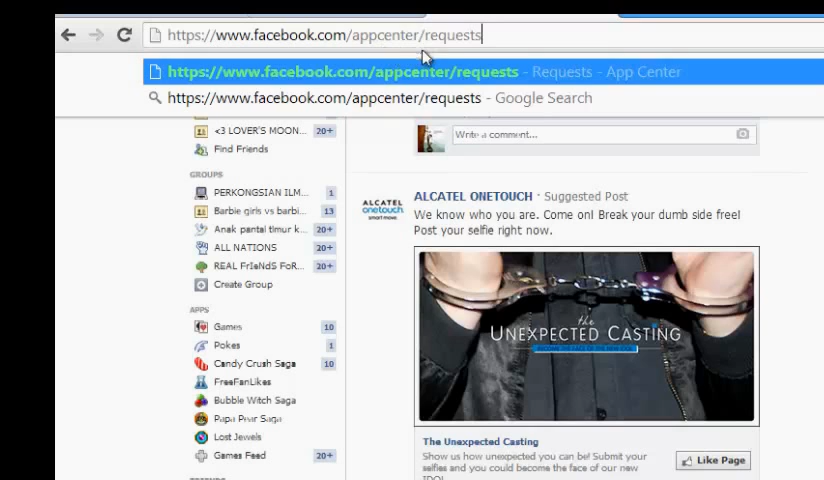 https://www.facebook.com/appcenter/requests
https://www.facebook.com/appcenter/requests - Requests - App Center
https://www.facebook.com/appcenter/requests - Google Search
<3 LOVER'S MOON... 20+
Find Friends
GROUPS
PERKONGSIAN ILM... 1
Barbie girls vs barbi... 13
Anak pantai timur k... 20+
ALL NATIONS 20+
REAL FrIeNdS FoR... 20+
Create Group
APPS
Games 10
Pokes 1
Candy Crush Saga 10
FreeFanLikes
Bubble Witch Saga
Papa Pear Saga
Lost Jewels
Games Feed 20+
Write a comment...
ALCATEL onetouch smart move.
ALCATEL ONETOUCH · Suggested Post
We know who you are. Come on! Break your dumb side free!
Post your selfie right now.
the
UNEXPECTED CASTING
The Unexpected Casting
Show us how unexpected you can be! Submit your
selfies and you could become the face of our new
IDOL
Like Page